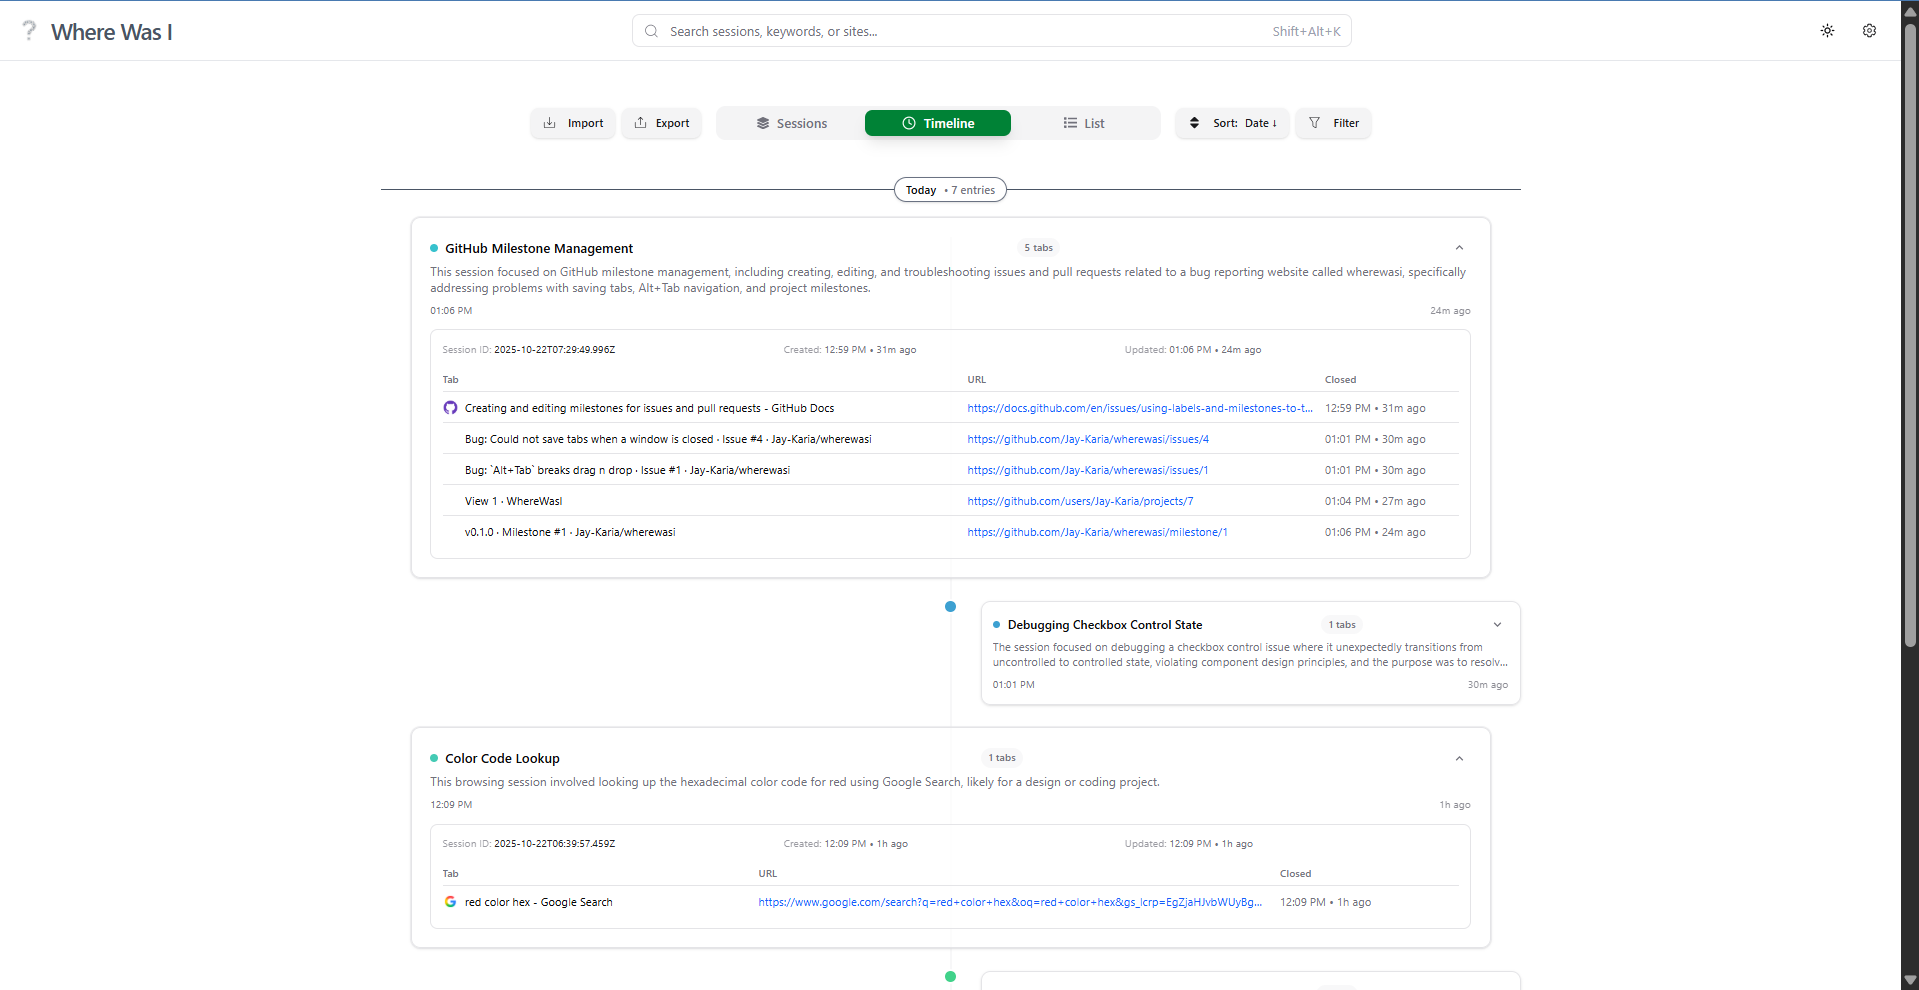 Where Was I
Search sessions, keywords, or sites...
Shift+Alt+K
Import
Export
Sessions
Timeline
List
Sort: Date ↓
Filter
Today • 7 entries
GitHub Milestone Management
5 tabs
This session focused on GitHub milestone management, including creating, editing, and troubleshooting issues and pull requests related to a bug reporting website called wherewasi, specifically
addressing problems with saving tabs, Alt+Tab navigation, and project milestones.
01:06 PM
24m ago
Session ID: 2025-10-22T07:29:49.996Z
Created: 12:59 PM • 31m ago
Updated: 01:06 PM • 24m ago
Tab
URL
Closed
Creating and editing milestones for issues and pull requests - GitHub Docs
https://docs.github.com/en/issues/using-labels-and-milestones-to-t...
12:59 PM • 31m ago
Bug: Could not save tabs when a window is closed · Issue #4 · Jay-Karia/wherewasi
https://github.com/Jay-Karia/wherewasi/issues/4
01:01 PM • 30m ago
Bug: `Alt+Tab` breaks drag n drop · Issue #1 · Jay-Karia/wherewasi
https://github.com/Jay-Karia/wherewasi/issues/1
01:01 PM • 30m ago
View 1 · WhereWasI
https://github.com/users/Jay-Karia/projects/7
01:04 PM • 27m ago
v0.1.0 · Milestone #1 · Jay-Karia/wherewasi
https://github.com/Jay-Karia/wherewasi/milestone/1
01:06 PM • 24m ago
Debugging Checkbox Control State
1 tabs
The session focused on debugging a checkbox control issue where it unexpectedly transitions from
uncontrolled to controlled state, violating component design principles, and the purpose was to resolv...
01:01 PM
30m ago
Color Code Lookup
1 tabs
This browsing session involved looking up the hexadecimal color code for red using Google Search, likely for a design or coding project.
12:09 PM
1h ago
Session ID: 2025-10-22T06:39:57.459Z
Created: 12:09 PM • 1h ago
Updated: 12:09 PM • 1h ago
Tab
URL
Closed
red color hex - Google Search
https://www.google.com/search?q=red+color+hex&oq=red+color+hex&gs_lcrp=EgZjaHJvbWUyBg...
12:09 PM • 1h ago